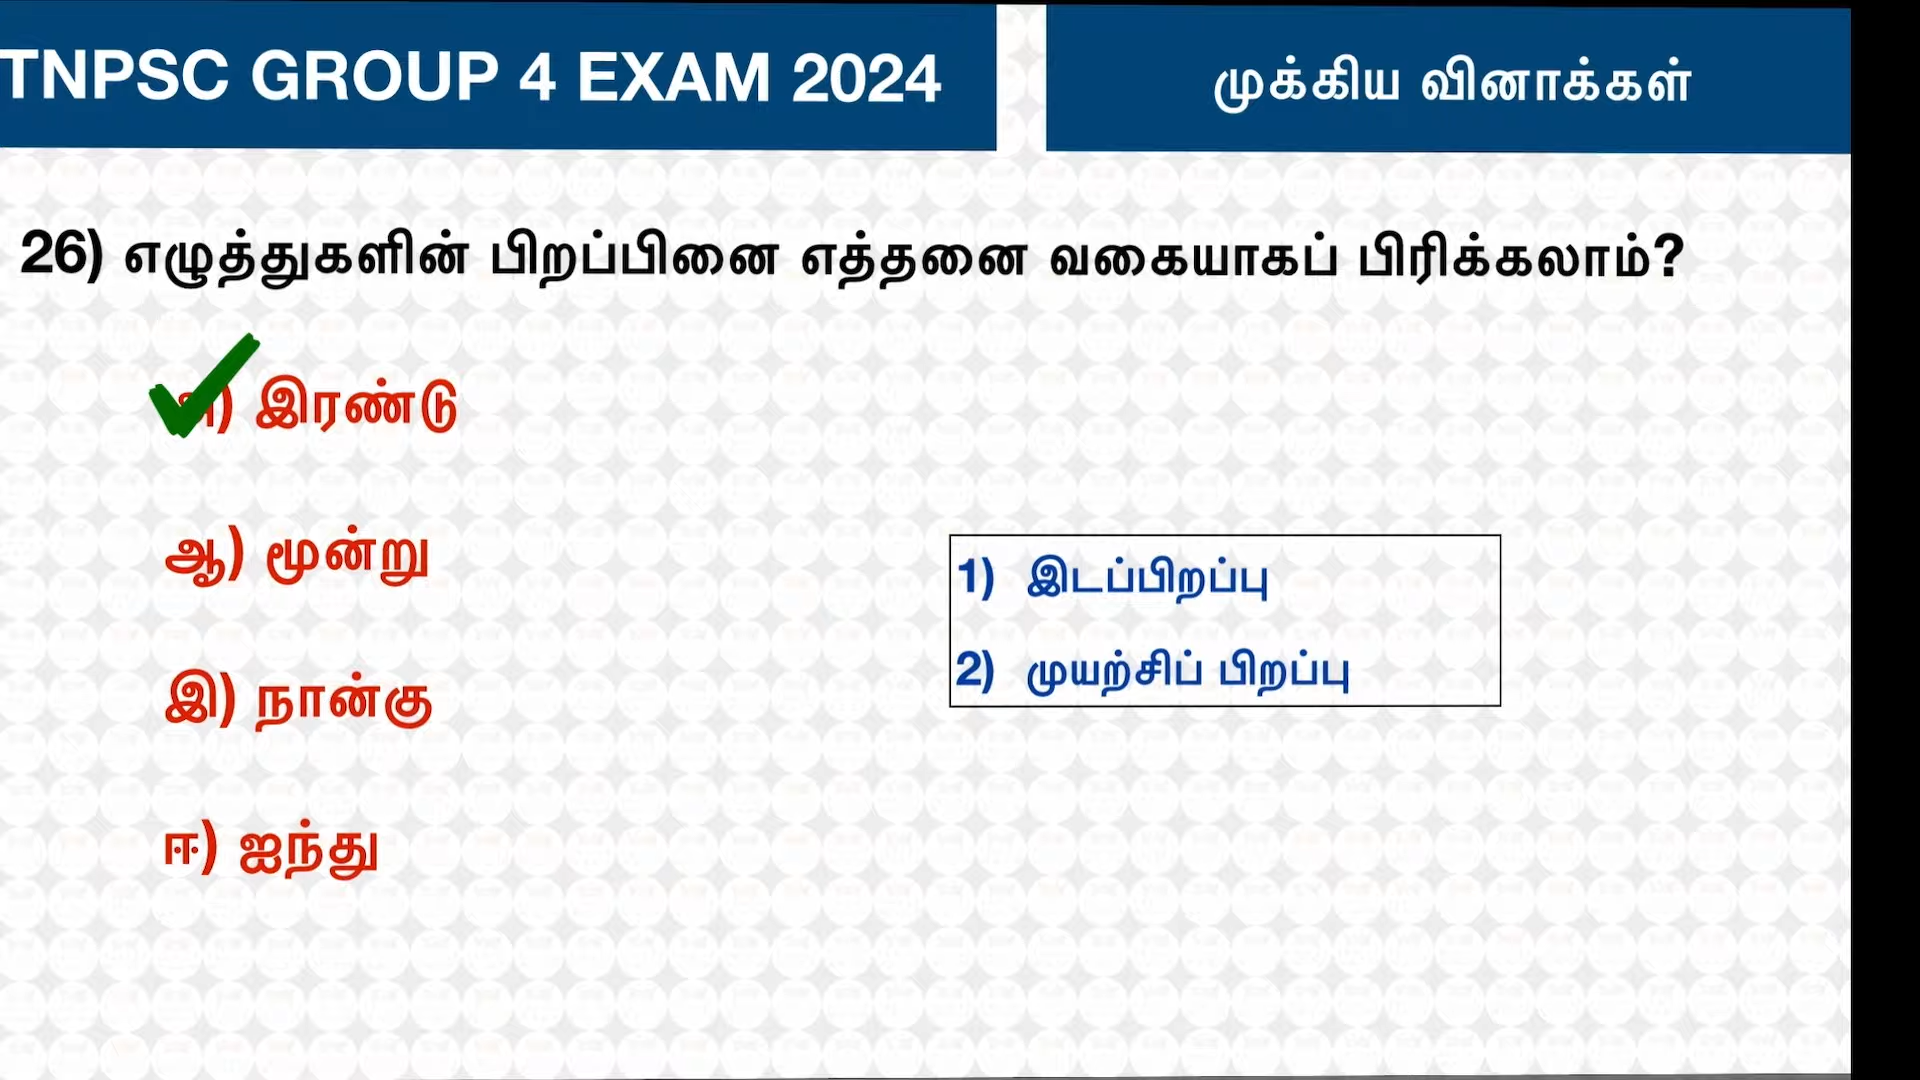 TNPSC GROUP 4 EXAM 2024
முக்கிய வினாக்கள்
26) எழுத்துகளின் பிறப்பினை எத்தனை வகையாகப் பிரிக்கலாம்?
இரண்டு
ஆ) மூன்று
இ) நான்கு
ஈ) ஐந்து
1) இடப்பிறப்பு
2) முயற்சிப் பிறப்பு